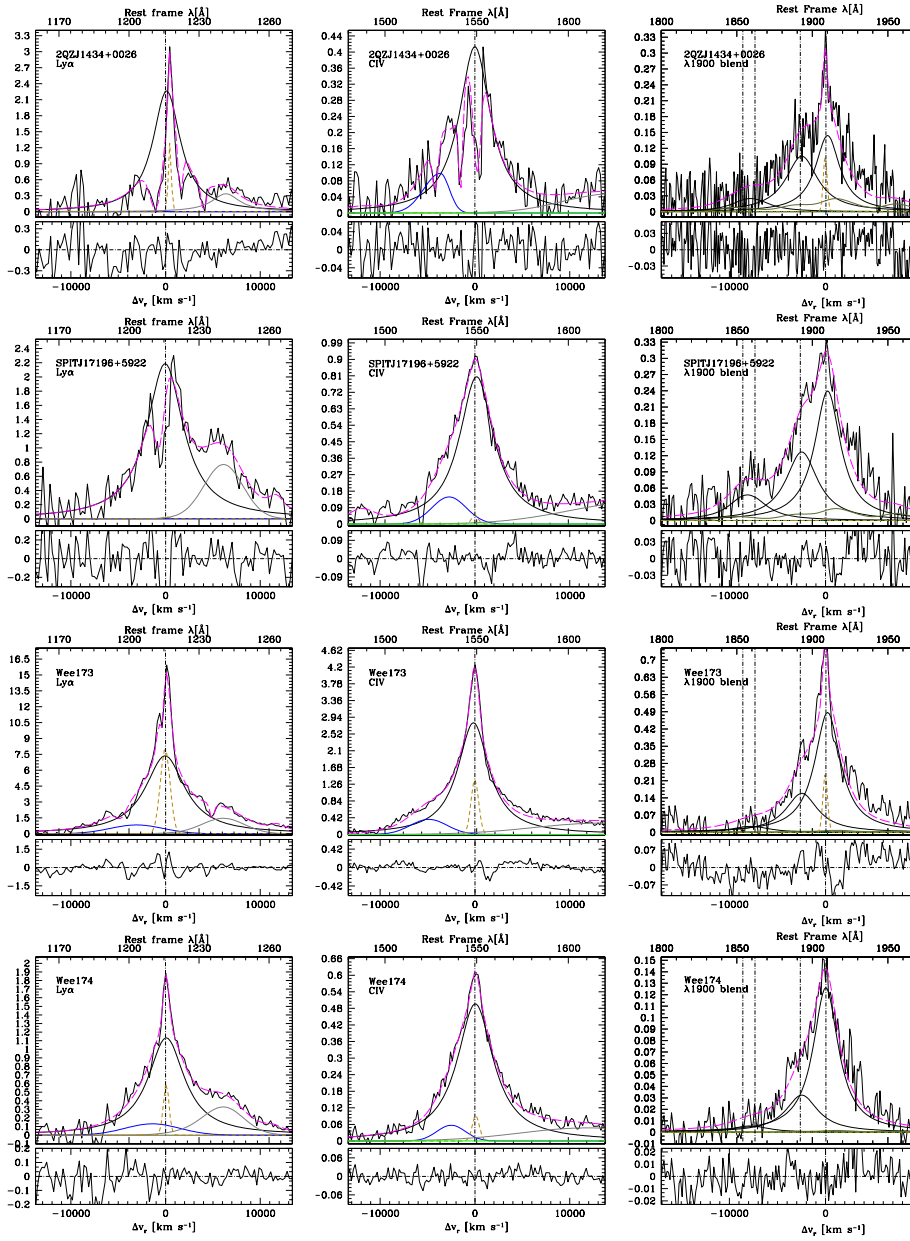 Rest frame λ[Å] Rest frame λ[Å] Rest frame λ[Å]
1170 1200 1230 1260 1500 1550 1600 1800 1850 1900 1950
2QZJ1434+0026 2QZJ1434+0026 2QZJ1434+0026
Lyα CIV λ1900 blend
3.3 3 2.7 2.4 2.1 1.8 1.5 1.2 0.9 0.6 0.3 0
0.44 0.4 0.36 0.32 0.28 0.24 0.2 0.16 0.12 0.08 0.04 0
0.33 0.3 0.27 0.24 0.21 0.18 0.15 0.12 0.09 0.06 0.03 0
0.3 0 -0.3
0.04 0 -0.04
0.03 0 -0.03
-10000 0 10000 -10000 0 10000 -10000 0
Δvr [km s⁻¹] Δvr [km s⁻¹] Δvr [km s⁻¹]
Rest frame λ[Å] Rest frame λ[Å] Rest frame λ[Å]
1170 1200 1230 1260 1500 1550 1600 1800 1850 1900 1950
SPITJ17196+5922 SPITJ17196+5922 SPITJ17196+5922
Lyα CIV λ1900 blend
2.4 2.1 1.8 1.5 1.2 0.9 0.6 0.3 0
0.99 0.9 0.81 0.72 0.63 0.54 0.45 0.36 0.27 0.18 0.09 0
0.33 0.3 0.27 0.24 0.21 0.18 0.15 0.12 0.09 0.06 0.03 0
0.2 0 -0.2
0.09 0 -0.09
0.03 0 -0.03
-10000 0 10000 -10000 0 10000 -10000 0
Δvr [km s⁻¹] Δvr [km s⁻¹] Δvr [km s⁻¹]
Rest Frame λ[Å] Rest Frame λ[Å] Rest Frame λ[Å]
1170 1200 1230 1260 1500 1550 1600 1800 1850 1900 1950
Wee173 Wee173 Wee173
Lyα CIV λ1900 blend
16.5 15 13.5 12 10.5 9 7.5 6 4.5 3 1.5 0
4.62 4.2 3.78 3.36 2.94 2.52 2.1 1.68 1.26 0.84 0.42 0
0.7 0.63 0.56 0.49 0.42 0.35 0.28 0.21 0.14 0.07 0
1.5 0 -1.5
0.42 0 -0.42
0.07 0 -0.07
-10000 0 10000 -10000 0 10000 -10000 0
Δvr [km s⁻¹] Δvr [km s⁻¹] Δvr [km s⁻¹]
Rest Frame λ[Å] Rest Frame λ[Å] Rest Frame λ[Å]
1170 1200 1230 1260 1500 1550 1600 1800 1850 1900 1950
Wee174 Wee174 Wee174
Lyα CIV λ1900 blend
2 1.9 1.8 1.7 1.6 1.5 1.4 1.3 1.2 1.1 1 0.9 0.8 0.7 0.6 0.5 0.4 0.3 0.2 0.1 0 -0.1
0.66 0.6 0.54 0.48 0.42 0.36 0.3 0.24 0.18 0.12 0.06 0
0.15 0.14 0.13 0.12 0.11 0.1 0.09 0.08 0.07 0.06 0.05 0.04 0.03 0.02 0.01 0 -0.01
0.2 0.1 0 -0.1 -0.2
0.06 0 -0.06
0.02 0.01 0 -0.01 -0.02
-10000 0 10000 -10000 0 10000 -10000 0
Δvr [km s⁻¹] Δvr [km s⁻¹] Δvr [km s⁻¹]